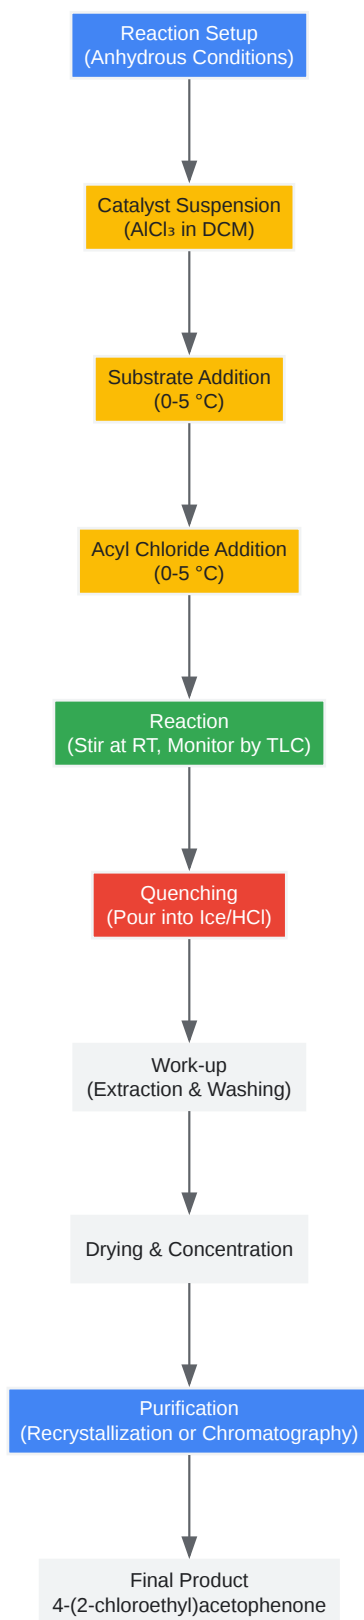 Reaction Setup
(Anhydrous Conditions)
Catalyst Suspension
(AlCl₃ in DCM)
Substrate Addition
(0-5 °C)
Acyl Chloride Addition
(0-5 °C)
Reaction
(Stir at RT, Monitor by TLC)
Quenching
(Pour into Ice/HCl)
Work-up
(Extraction & Washing)
Drying & Concentration
Purification
(Recrystallization or Chromatography)
Final Product
4-(2-chloroethyl)acetophenone